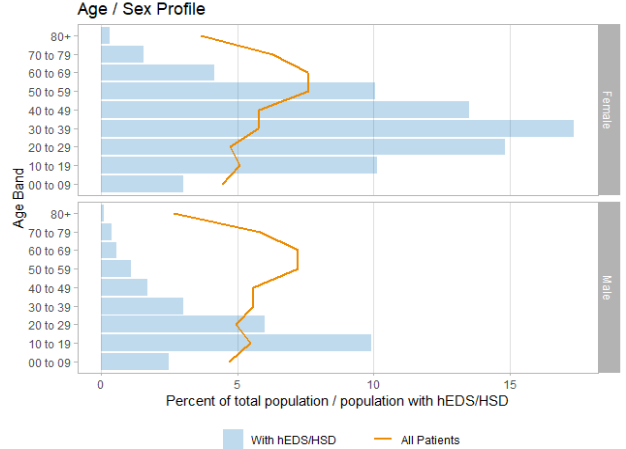 Age / Sex Profile
80+
70 to 79
60 to 69
50 to 59
40 to 49
30 to 39
20 to 29
10 to 19
00 to 09
Female
Age Band
80+
70 to 79
60 to 69
50 to 59
40 to 49
30 to 39
20 to 29
10 to 19
00 to 09
Male
0 5 10 15
Percent of total population / population with hEDS/HSD
With hEDS/HSD All Patients